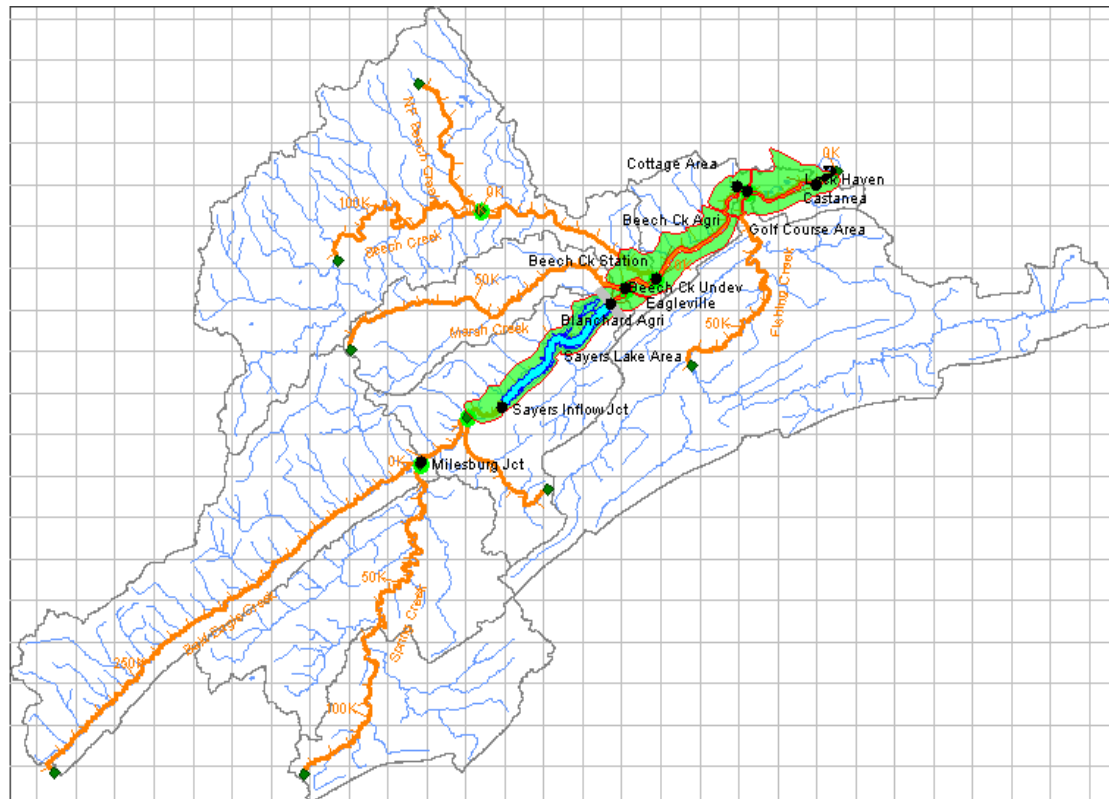 NF Beech Creek
0K
0K
Cottage Area
Lock Haven
Castanea
100K
Beech Ck Agri
Golf Course Area
Beech Creek
Beech Ck Station
50K
Beech Ck Undev
Eagleville
Fishing Creek
Blanchard Agri
50K
Marsh Creek
Sayers Lake Area
Sayers Inflow Jct
0K
Milesburg Jct
50K
Bald Eagle Creek
Spring Creek
250K
100K